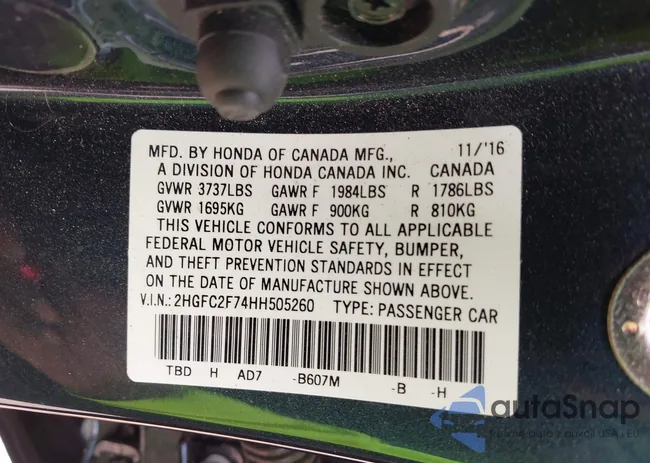 MFD. BY HONDA OF CANADA MFG., 11/'16
A DIVISION OF HONDA CANADA INC. CANADA
GVWR 3737LBS GAWR F 1984LBS R 1786LBS
GVWR 1695KG GAWR F 900KG R 810KG
THIS VEHICLE CONFORMS TO ALL APPLICABLE
FEDERAL MOTOR VEHICLE SAFETY, BUMPER,
AND THEFT PREVENTION STANDARDS IN EFFECT
ON THE DATE OF MANUFACTURE SHOWN ABOVE.
V.I.N.: 2HGFC2F74HH505260 TYPE: PASSENGER CAR
TBD H AD7 -B607M -B -H
autaSnap